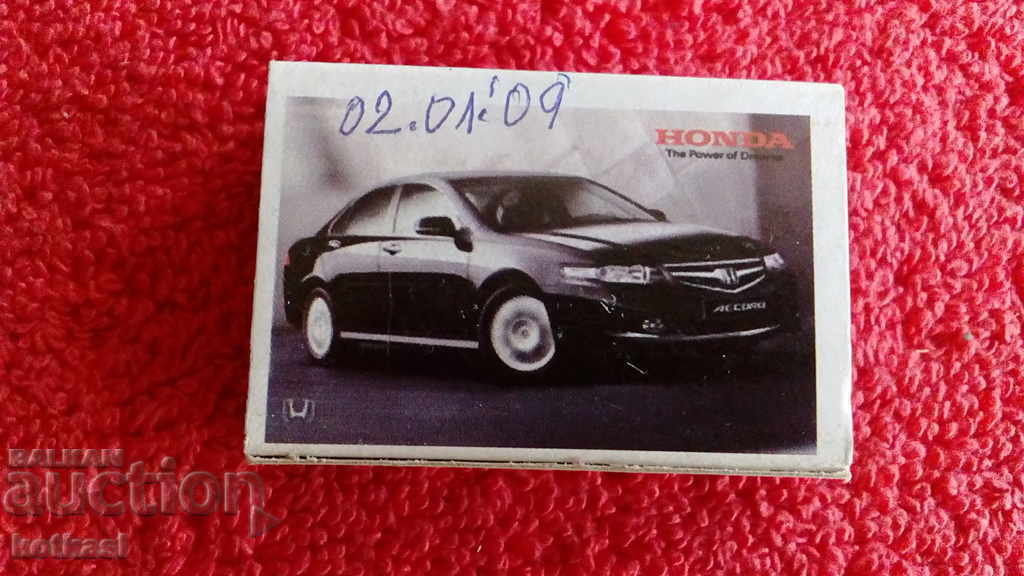 02.01.'09
HONDA
The Power of Dreams
ACCORD
BALKAN
auction
kotkasl